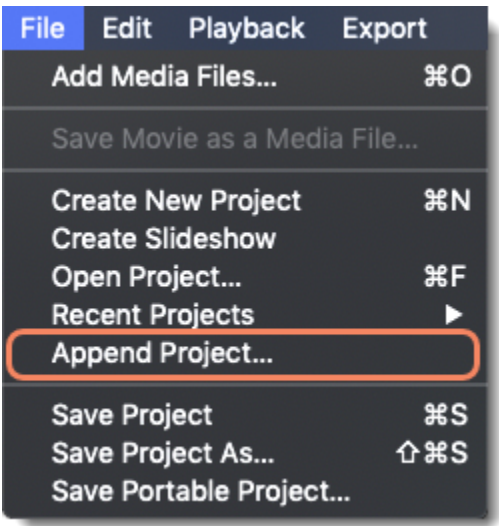 File Edit Playback Export
Add Media Files... ⌘O
Save Movie as a Media File...
Create New Project ⌘N
Create Slideshow
Open Project... ⌘F
Recent Projects ▶
Append Project...
Save Project ⌘S
Save Project As... ⇧⌘S
Save Portable Project...